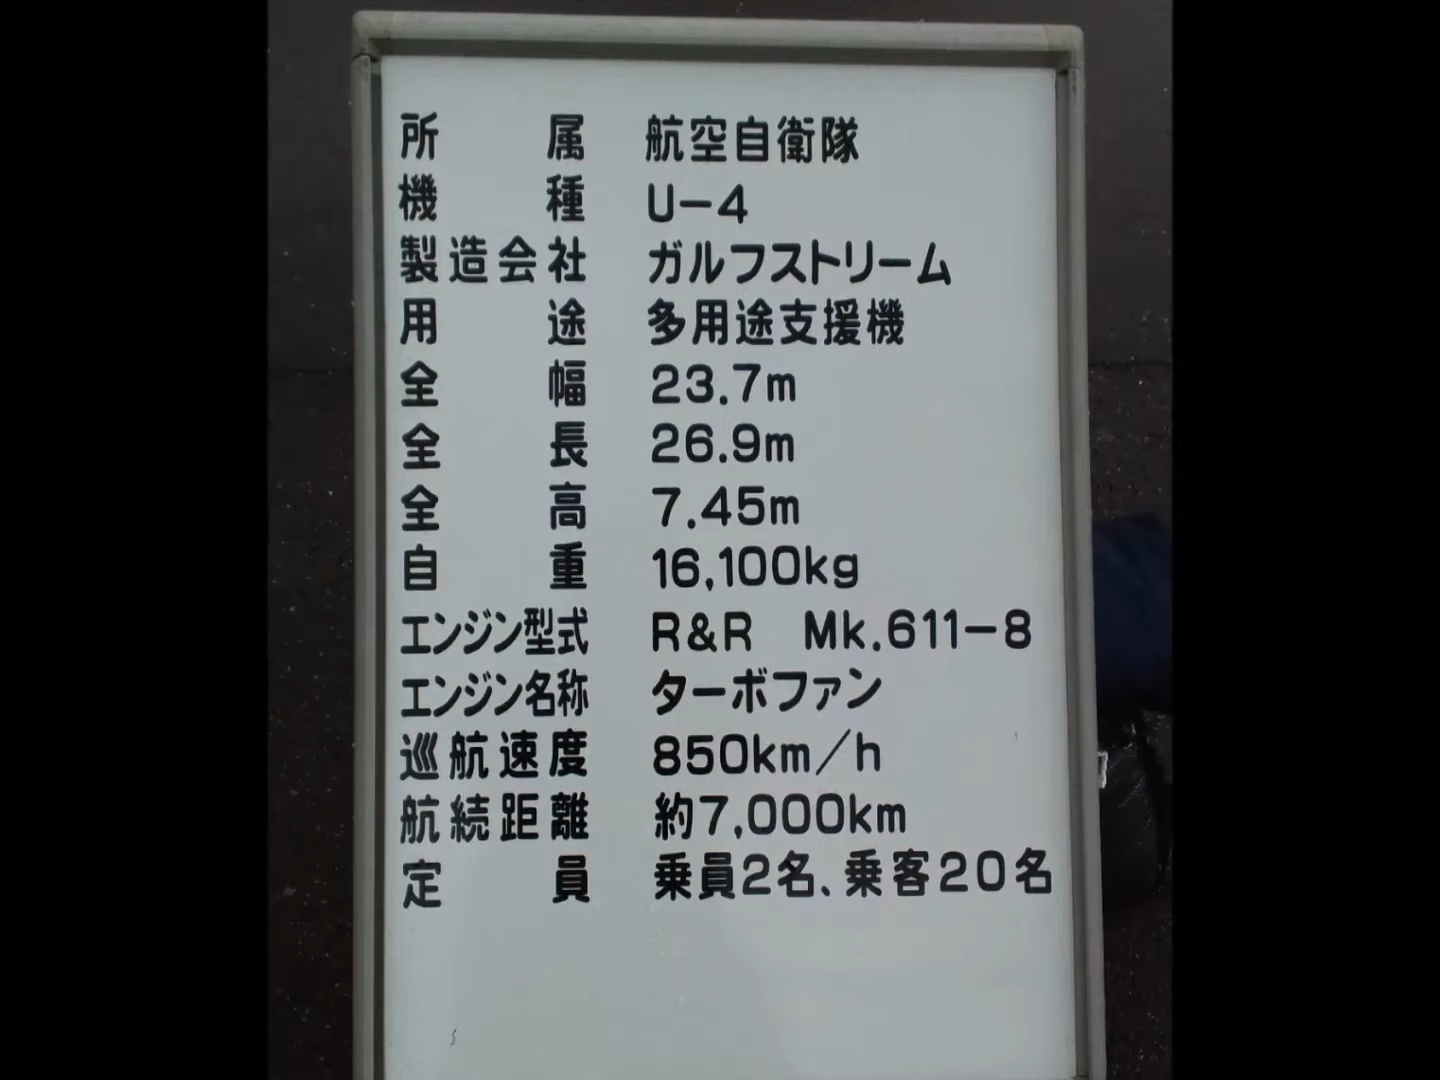 所属 航空自衛隊
機種 U-4
製造会社 ガルフストリーム
用途 多用途支援機
全幅 23.7m
全長 26.9m
全高 7.45m
自重 16,100kg
エンジン型式 R&R Mk.611-8
エンジン名称 ターボファン
巡航速度 850km/h
航続距離 約7,000km
定員 乗員2名、乗客20名